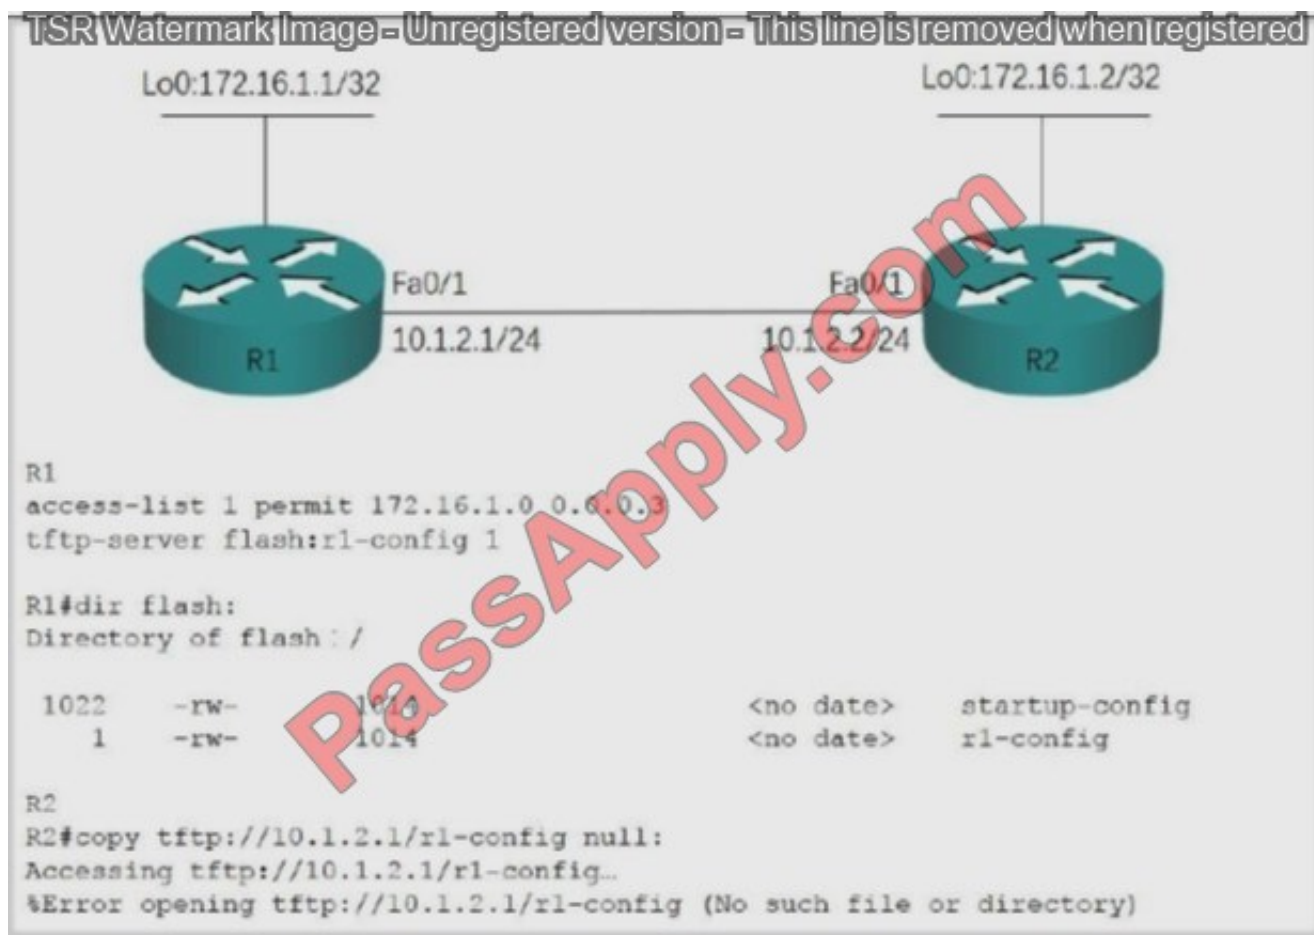 TSR Watermark Image - Unregistered version - This line is removed when registered
Lo0:172.16.1.1/32
Lo0:172.16.1.2/32
Fa0/1
Fa0/1
10.1.2.1/24
10.1.2.2/24
R1
R2
PassApply.com
R1
access-list 1 permit 172.16.1.0 0.0.0.3
tftp-server flash:r1-config 1
R1#dir flash:
Directory of flash:/
1022 -rw- 1014 <no date> startup-config
1 -rw- 1014 <no date> r1-config
R2
R2#copy tftp://10.1.2.1/r1-config null:
Accessing tftp://10.1.2.1/r1-config…
%Error opening tftp://10.1.2.1/r1-config (No such file or directory)